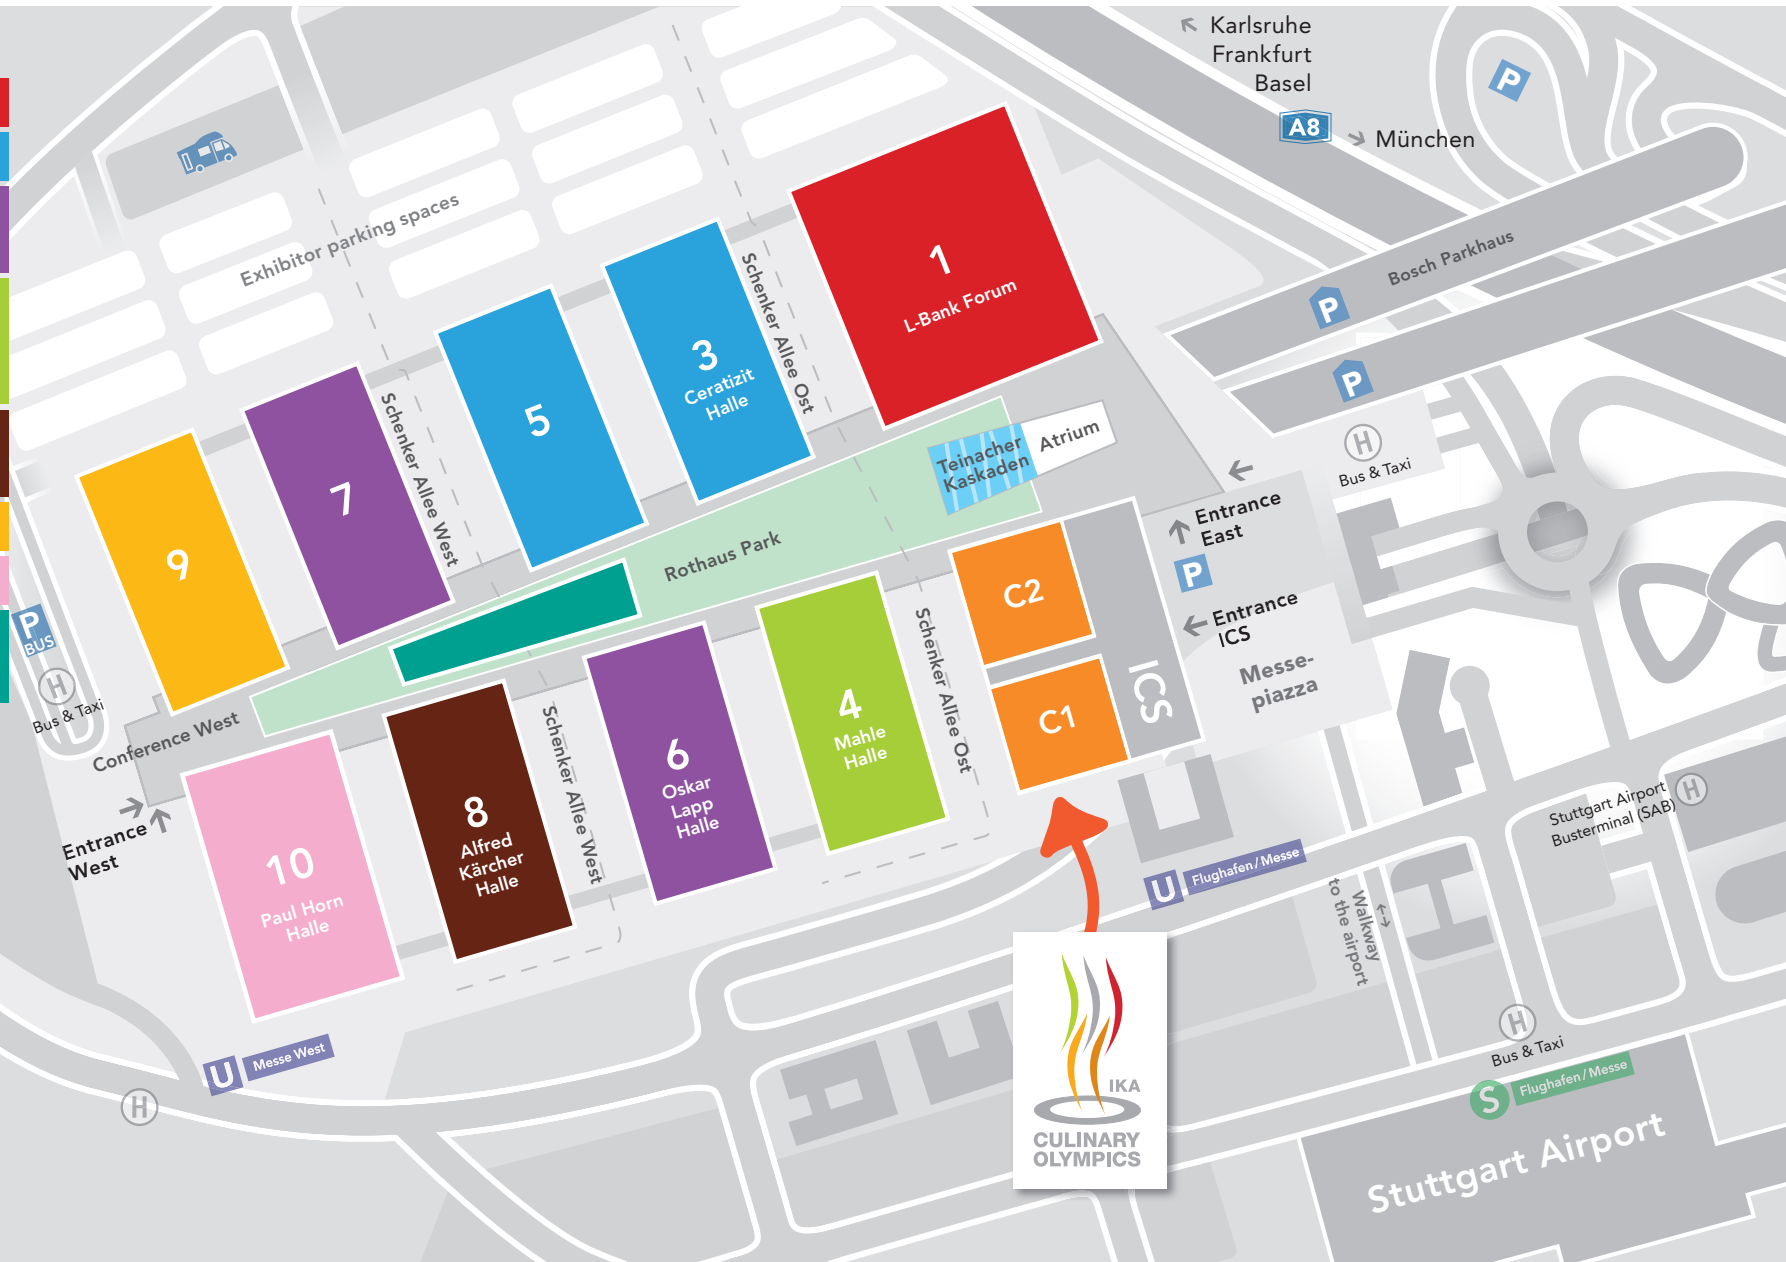 Karlsruhe
Frankfurt
Basel
A8
München
P
Exhibitor parking spaces
Bosch Parkhaus
P
P
1
L-Bank Forum
Schenker Allee Ost
3
Ceratizit
Halle
5
Schenker Allee West
7
9
Teinacher
Kaskaden
Atrium
H
Bus & Taxi
Entrance
East
P
Entrance
ICS
Messe-
piazza
Rothaus Park
C2
C1
ICS
Schenker Allee Ost
4
Mahle
Halle
6
Oskar
Lapp
Halle
Schenker Allee West
8
Alfred
Kärcher
Halle
10
Paul Horn
Halle
P
BUS
H
Bus & Taxi
Conference West
Entrance
West
U
Messe West
H
U
Flughafen / Messe
Walkway
to the airport
Stuttgart Airport
Busterminal (SAB)
H
H
Bus & Taxi
S
Flughafen / Messe
Stuttgart Airport
IKA
CULINARY
OLYMPICS